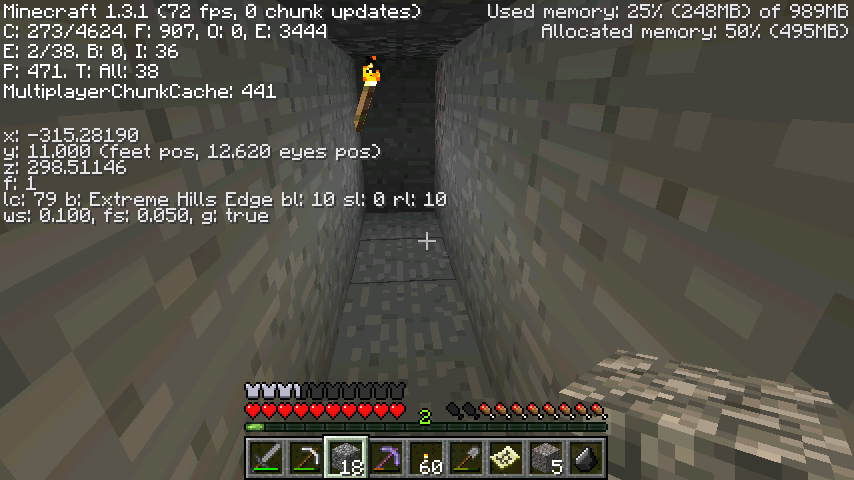 Minecraft 1.3.1 (72 fps, 0 chunk updates)
Used memory: 25% (248MB) of 989MB
C: 273/4624. F: 907, O: 0, E: 3444
Allocated memory: 50% (495MB)
E: 2/38. B: 0, I: 36
P: 471. T: All: 38
MultiplayerChunkCache: 441
x: -315.28190
y: 11.000 (feet pos, 12.620 eyes pos)
z: 298.51146
f: 1
lc: 79 b: Extreme Hills Edge bl: 10 sl: 0 rl: 10
ws: 0.100, fs: 0.050, g: true
2
18
60
5